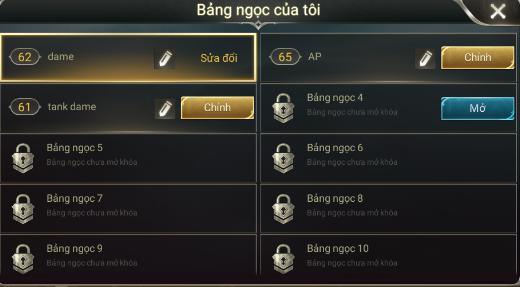 Bảng ngọc của tôi
62 dame Sửa đổi
65 AP Chính
61 tank dame Chính
Bảng ngọc 4
Bảng ngọc chưa mở khóa
Mở
Bảng ngọc 5
Bảng ngọc chưa mở khóa
Bảng ngọc 6
Bảng ngọc chưa mở khóa
Bảng ngọc 7
Bảng ngọc chưa mở khóa
Bảng ngọc 8
Bảng ngọc chưa mở khóa
Bảng ngọc 9
Bảng ngọc chưa mở khóa
Bảng ngọc 10
Bảng ngọc chưa mở khóa